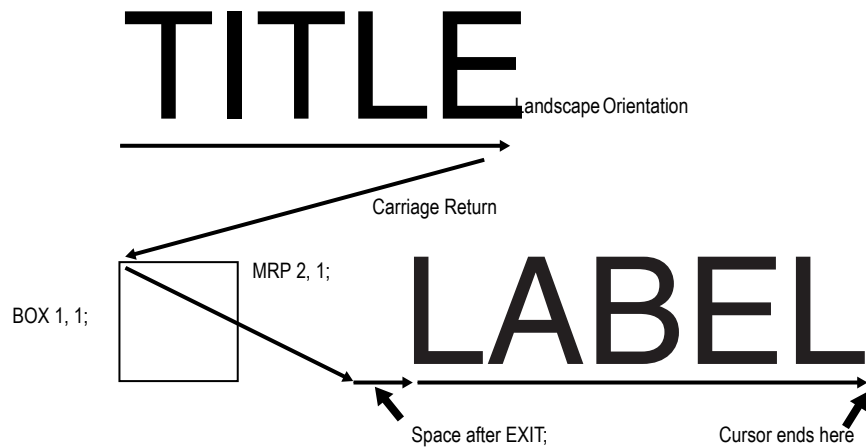 TITLE
Landscape Orientation
Carriage Return
MRP 2, 1;
BOX 1, 1;
LABEL
Space after EXIT;
Cursor ends here